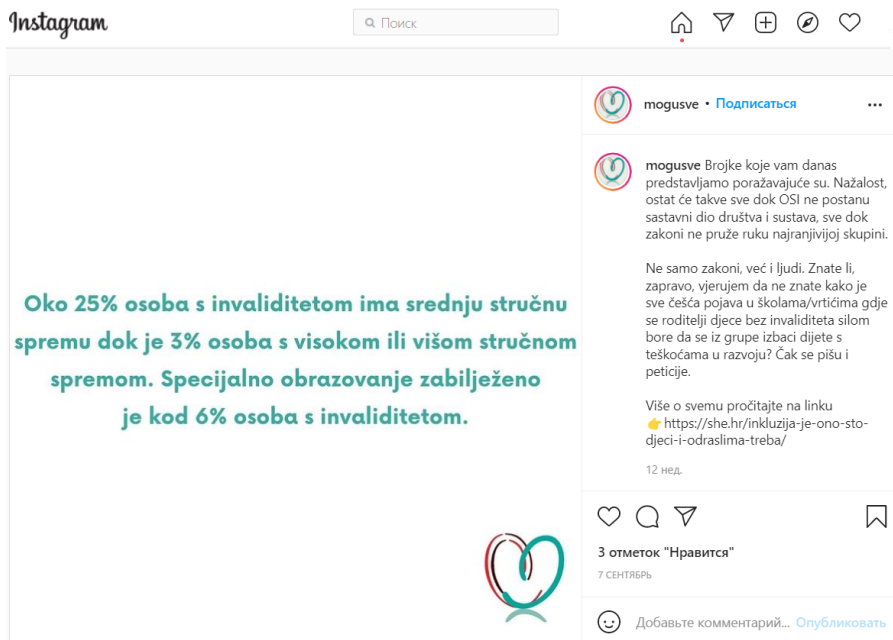 Instagram
Поиск
Oko 25% osoba s invaliditetom ima srednju stručnu
spremu dok je 3% osoba s visokom ili višom stručnom
spremom. Specijalno obrazovanje zabilježeno
je kod 6% osoba s invaliditetom.
mogusve • Подписаться
mogusve Brojke koje vam danas
predstavljamo poražavajuće su. Nažalost,
ostat će takve sve dok OSI ne postanu
sastavni dio društva i sustava, sve dok
zakoni ne pruže ruku najranjivijoj skupini.
Ne samo zakoni, već i ljudi. Znate li,
zapravo, vjerujem da ne znate kako je
sve češća pojava u školama/vrtićima gdje
se roditelji djece bez invaliditeta silom
bore da se iz grupe izbaci dijete s
teškoćama u razvoju? Čak se pišu i
peticije.
Više o svemu pročitajte na linku
👉https://she.hr/inkluzija-je-ono-sto-
djeci-i-odraslima-treba/
12 нед.
3 отметок "Нравится"
7 СЕНТЯБРЬ
Добавьте комментарий... Опубликовать